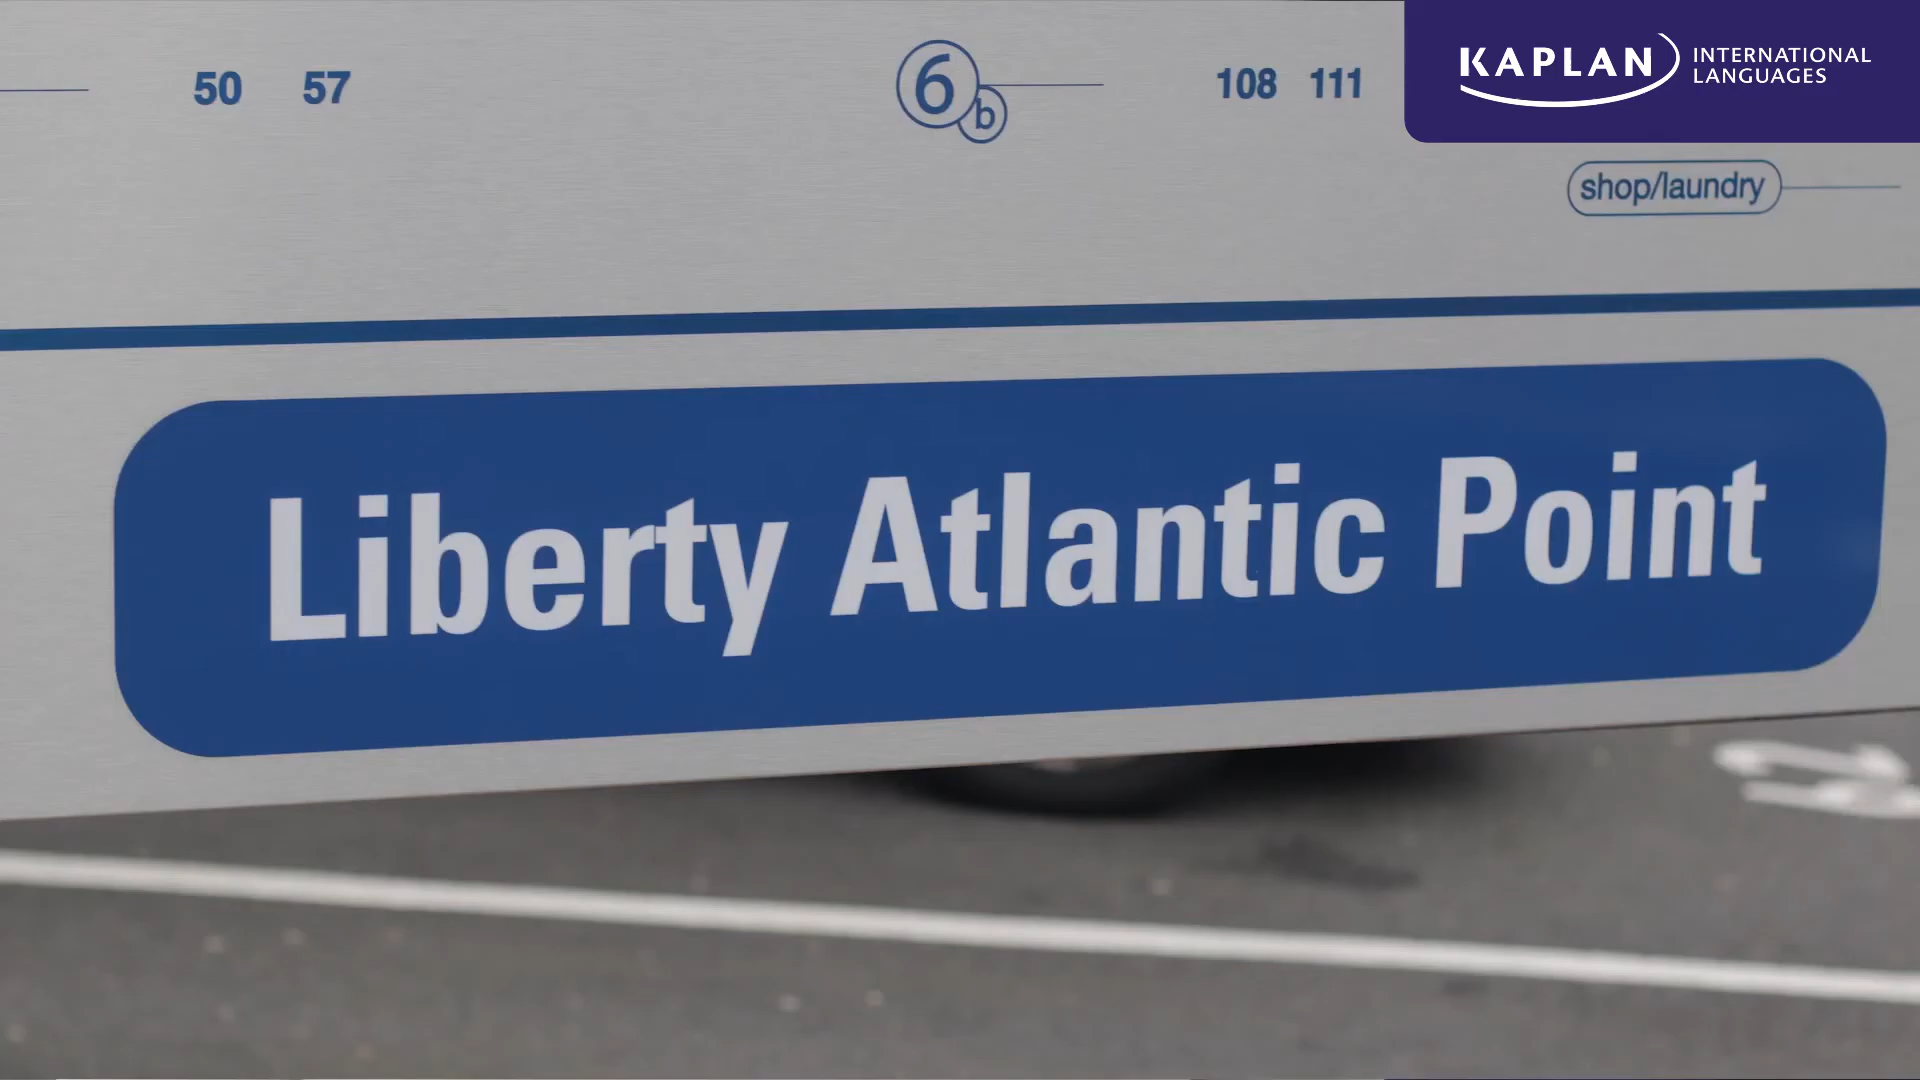 50 57
6
b
108 111
KAPLAN
INTERNATIONAL
LANGUAGES
shop/laundry
Liberty Atlantic Point